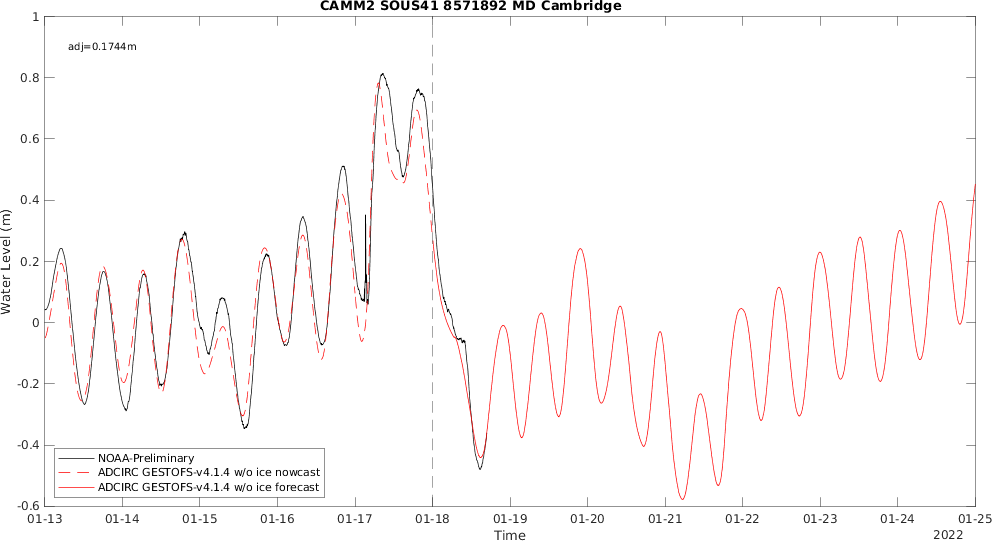 CAMM2 SOUS41 8571892 MD Cambridge
adj=0.1744m
Water Level (m)
1
0.8
0.6
0.4
0.2
0
-0.2
-0.4
-0.6
NOAA-Preliminary
ADCIRC GESTOFS-v4.1.4 w/o ice nowcast
ADCIRC GESTOFS-v4.1.4 w/o ice forecast
01-13 01-14 01-15 01-16 01-17 01-18 01-19 01-20 01-21 01-22 01-23 01-24 01-25
Time
2022